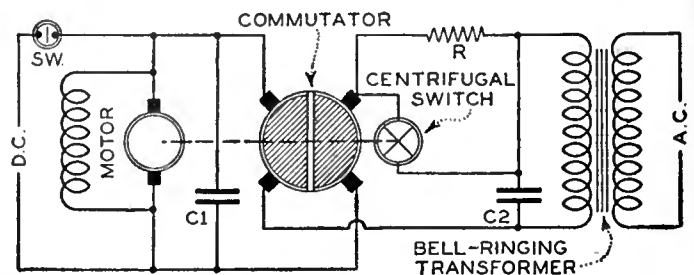 COMMUTATOR
SW.
R
CENTRIFUGAL
SWITCH
D.C.
MOTOR
A.C.
C1
C2
BELL-RINGING
TRANSFORMER